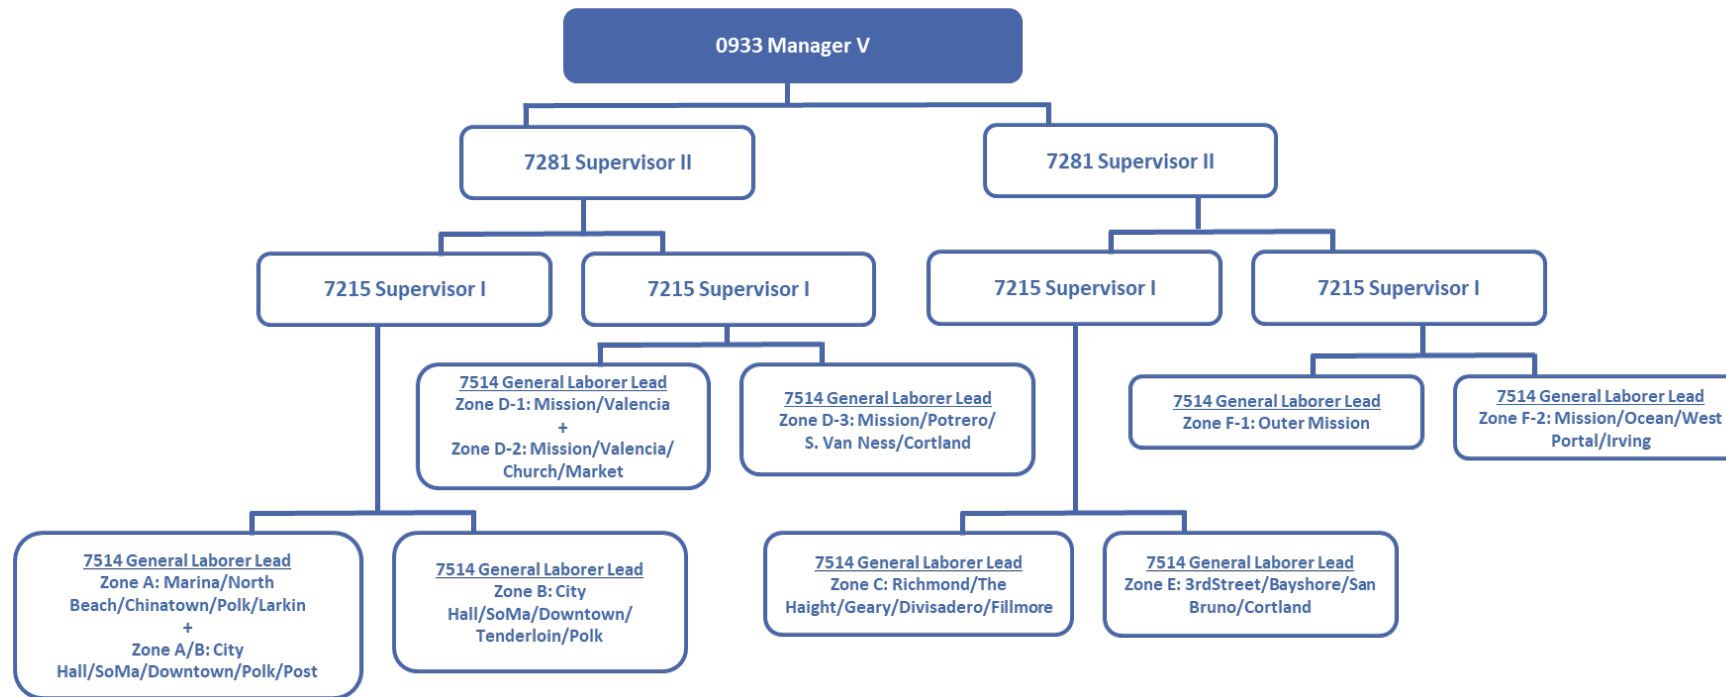 0933 Manager V
7281 Supervisor II
7281 Supervisor II
7215 Supervisor I
7215 Supervisor I
7215 Supervisor I
7215 Supervisor I
7514 General Laborer Lead
Zone D-1: Mission/Valencia
+
Zone D-2: Mission/Valencia/
Church/Market
7514 General Laborer Lead
Zone D-3: Mission/Potrero/
S. Van Ness/Cortland
7514 General Laborer Lead
Zone F-1: Outer Mission
7514 General Laborer Lead
Zone F-2: Mission/Ocean/West
Portal/Irving
7514 General Laborer Lead
Zone A: Marina/North
Beach/Chinatown/Polk/Larkin
+
Zone A/B: City
Hall/SoMa/Downtown/Polk/Post
7514 General Laborer Lead
Zone B: City
Hall/SoMa/Downtown/
Tenderloin/Polk
7514 General Laborer Lead
Zone C: Richmond/The
Haight/Geary/Divisadero/Fillmore
7514 General Laborer Lead
Zone E: 3rdStreet/Bayshore/San
Bruno/Cortland